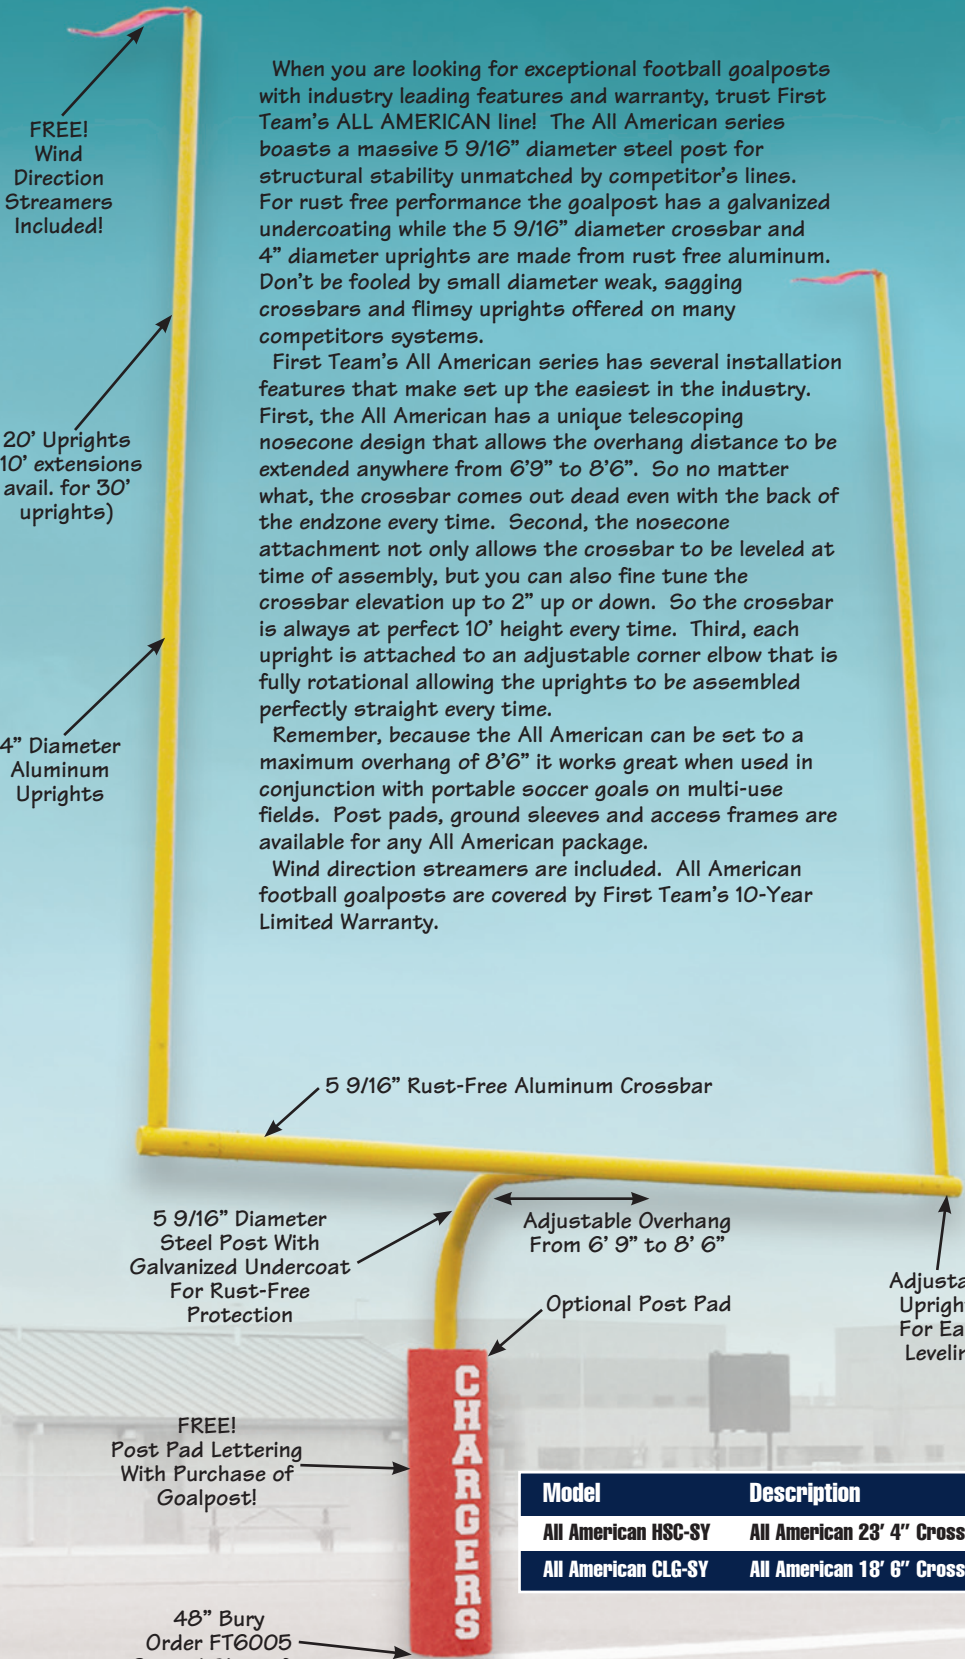 When you are looking for exceptional football goalposts
with industry leading features and warranty, trust First
Team's ALL AMERICAN line!  The All American series
boasts a massive 5 9/16" diameter steel post for
structural stability unmatched by competitor's lines.
For rust free performance the goalpost has a galvanized
undercoating while the 5 9/16" diameter crossbar and
4" diameter uprights are made from rust free aluminum.
Don't be fooled by small diameter weak, sagging
crossbars and flimsy uprights offered on many
competitors systems.
First Team's All American series has several installation
features that make set up the easiest in the industry.
First, the All American has a unique telescoping
nosecone design that allows the overhang distance to be
extended anywhere from 6'9" to 8'6".  So no matter
what, the crossbar comes out dead even with the back of
the endzone every time.  Second, the nosecone
attachment not only allows the crossbar to be leveled at
time of assembly, but you can also fine tune the
crossbar elevation up to 2" up or down.  So the crossbar
is always at perfect 10' height every time.  Third, each
upright is attached to an adjustable corner elbow that is
fully rotational allowing the uprights to be assembled
perfectly straight every time.
Remember, because the All American can be set to a
maximum overhang of 8'6" it works great when used in
conjunction with portable soccer goals on multi-use
fields.  Post pads, ground sleeves and access frames are
available for any All American package.
Wind direction streamers are included.  All American
football goalposts are covered by First Team's 10-Year
Limited Warranty.
FREE!
Wind
Direction
Streamers
Included!
20' Uprights
10' extensions
avail. for 30'
uprights)
4" Diameter
Aluminum
Uprights
5 9/16" Rust-Free Aluminum Crossbar
5 9/16" Diameter
Steel Post With
Galvanized Undercoat
For Rust-Free
Protection
Adjustable Overhang
From 6' 9" to 8' 6"
Optional Post Pad
Upright
For
FREE!
Post Pad Lettering
With Purchase of
Goalpost!
CHARGERS
Model Description
All American HSC-SY All American 23' 4" Cross
All American CLG-SY All American 18' 6" Cross
48" Bury
Order FT6005